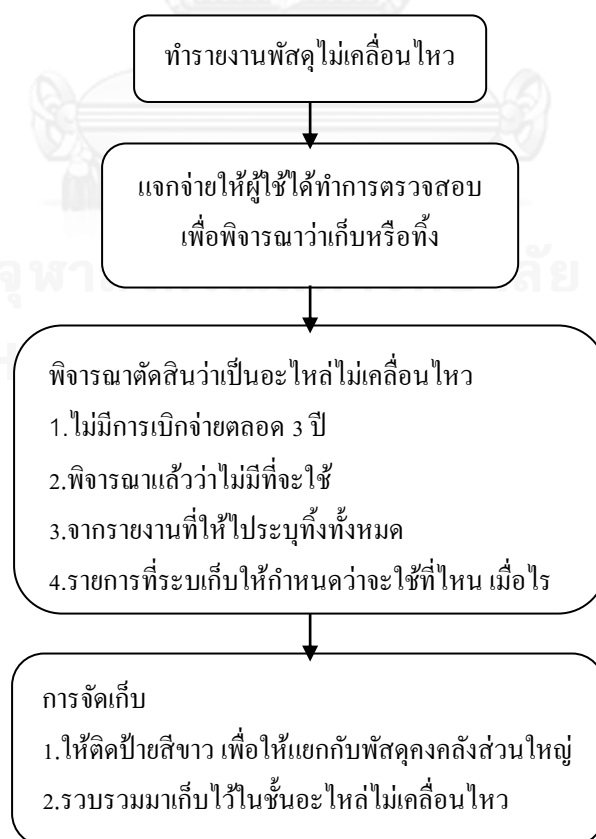 ทำรายงานพัสดุไม่เคลื่อนไหว
แจกจ่ายให้ผู้ใช้ได้ทำการตรวจสอบ
เพื่อพิจารณาว่าเก็บหรือทิ้ง
พิจารณาตัดสินว่าเป็นอะไหล่ไม่เคลื่อนไหว
1.ไม่มีการเบิกจ่ายตลอด 3 ปี
2.พิจารณาแล้วว่าไม่มีที่จะใช้
3.จากรายงานที่ให้ไประบุทิ้งทั้งหมด
4.รายการที่ระบเก็บให้กำหนดว่าจะใช้ที่ไหน เมื่อไร
การจัดเก็บ
1.ให้ติดป้ายสีขาว เพื่อให้แยกกับพัสดุคงคลังส่วนใหญ่
2.รวบรวมมาเก็บไว้ในชั้นอะไหล่ไม่เคลื่อนไหว